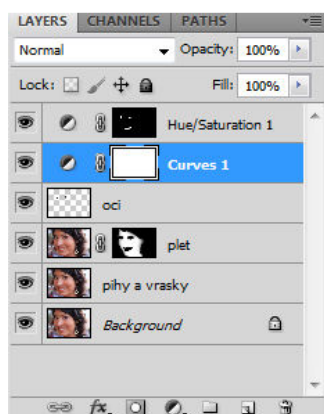 LAYERS CHANNELS PATHS
Normal Opacity: 100%
Lock: Fill: 100%
Hue/Saturation 1
Curves 1
oci
plet
pihy a vrasky
Background
fx.